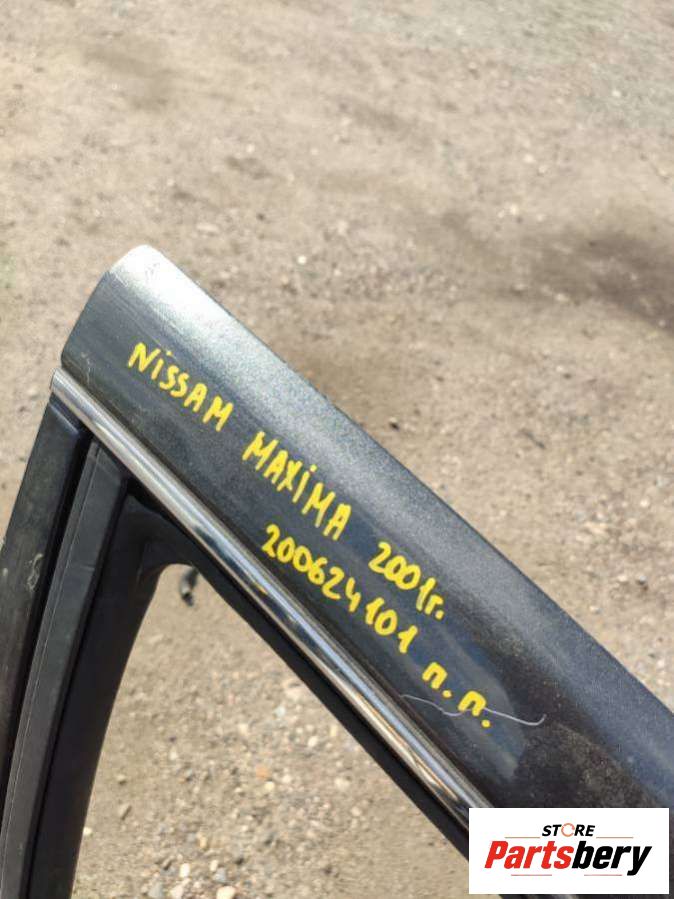 NiSSAM MAXiMA 2001г.
200624101 п.п.
STORE
Partsbery